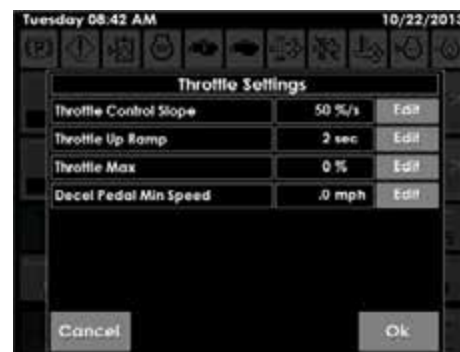 Tuesday 08:42 AM 10/22/2013
(P)
Throttle Settings
Throttle Control Slope 50 %/s Edit
Throttle Up Ramp 2 sec Edit
Throttle Max 0 % Edit
Decel Pedal Min Speed .0 mph Edit
Cancel Ok